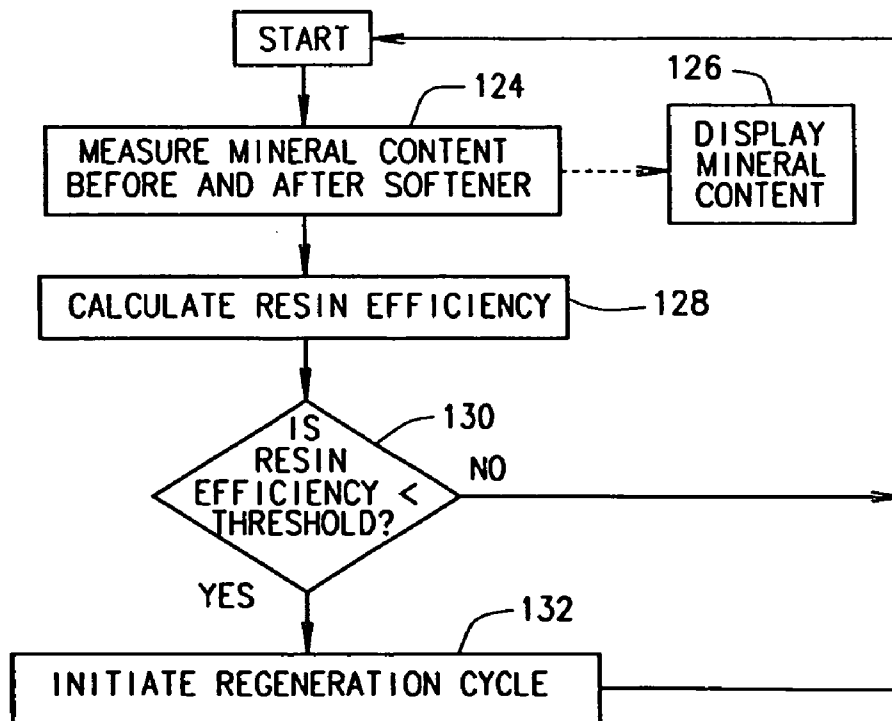 START
124
MEASURE MINERAL CONTENT
BEFORE AND AFTER SOFTENER
126
DISPLAY
MINERAL
CONTENT
CALCULATE RESIN EFFICIENCY
128
130
IS
RESIN
EFFICIENCY <
THRESHOLD?
NO
YES
132
INITIATE REGENERATION CYCLE